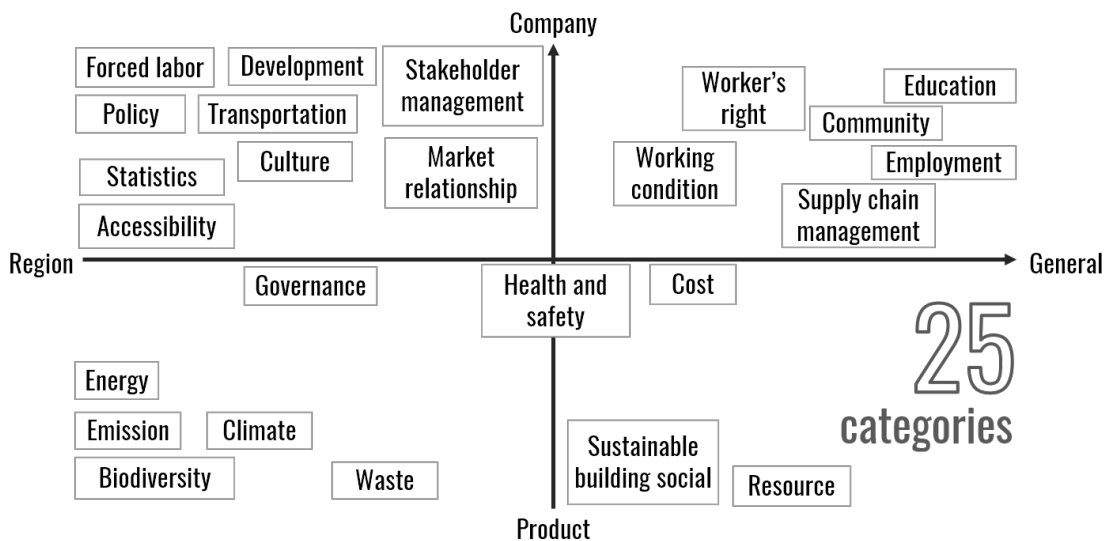 Company
Forced labor
Development
Stakeholder
management
Policy
Transportation
Statistics
Culture
Market
relationship
Accessibility
Worker's
right
Education
Community
Working
condition
Employment
Supply chain
management
Region
General
Governance
Health and
safety
Cost
25
categories
Energy
Emission
Climate
Biodiversity
Waste
Sustainable
building social
Resource
Product